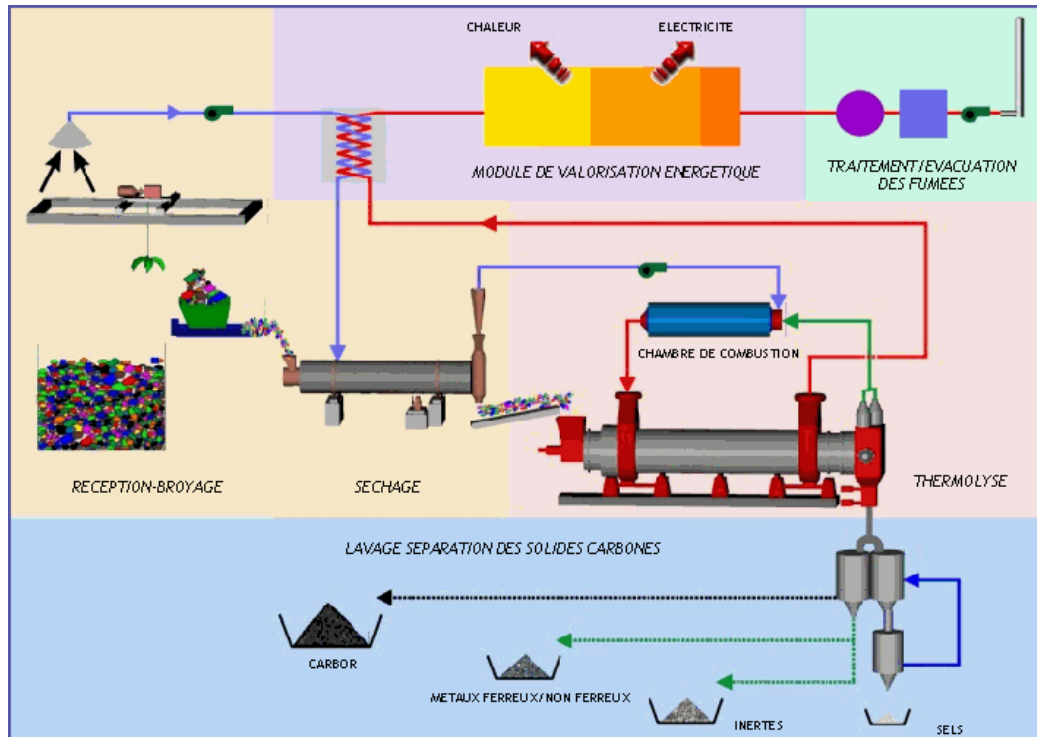 CHALEUR
ELECTRICITE
MODULE DE VALORISATION ENERGETIQUE
TRAITEMENT/EVACUATION
DES FUMEES
CHAMBRE DE COMBUSTION
RECEPTION-BROYAGE
SECHAGE
THERMOLYSE
LAVAGE SEPARATION DES SOLIDES CARBONES
CARBOR
METAUX FERREUX/NON FERREUX
INERTES
SELS